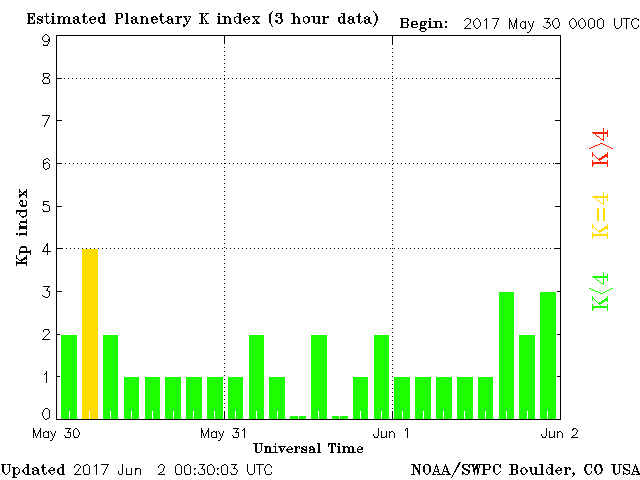 Estimated Planetary K index (3 hour data) Begin: 2017 May 30 0000 UTC
9
8
7
6
5
4
3
2
1
0
Kp index
K>4
K=4
K<4
May 30 May 31 Jun 1 Jun 2
Universal Time
Updated 2017 Jun 2 00:30:03 UTC NOAA/SWPC Boulder, CO USA